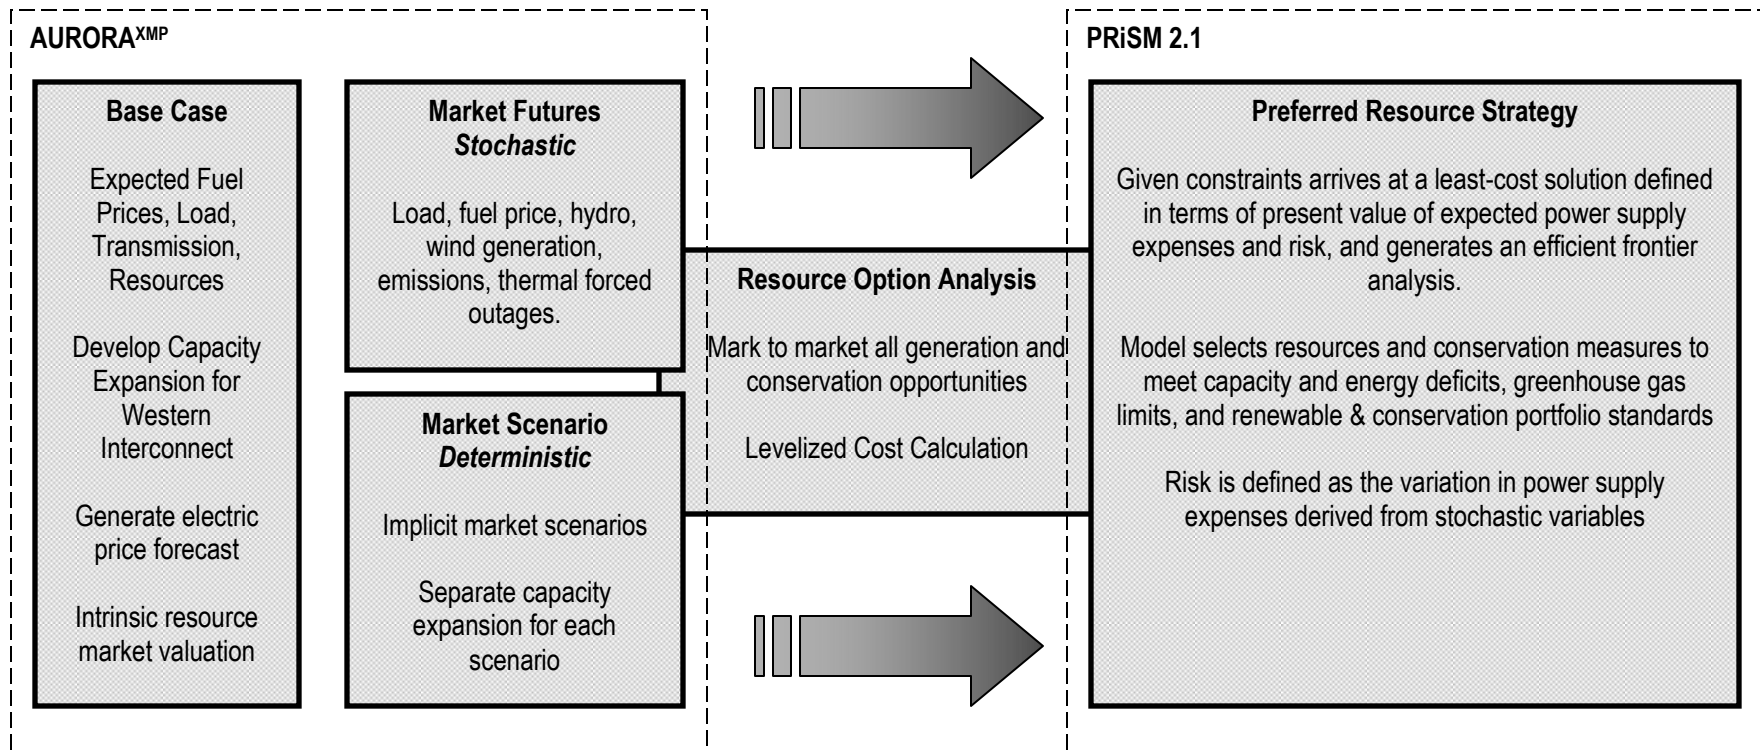 AURORAXMP
Base Case
Expected Fuel
Prices, Load,
Transmission,
Resources
Develop Capacity
Expansion for
Western
Interconnect
Generate electric
price forecast
Intrinsic resource
market valuation
Market Futures
Stochastic
Load, fuel price, hydro,
wind generation,
emissions, thermal forced
outages.
Market Scenario
Deterministic
Implicit market scenarios
Separate capacity
expansion for each
scenario
Resource Option Analysis
Mark to market all generation and
conservation opportunities
Levelized Cost Calculation
PRiSM 2.1
Preferred Resource Strategy
Given constraints arrives at a least-cost solution defined
in terms of present value of expected power supply
expenses and risk, and generates an efficient frontier
analysis.
Model selects resources and conservation measures to
meet capacity and energy deficits, greenhouse gas
limits, and renewable & conservation portfolio standards
Risk is defined as the variation in power supply
expenses derived from stochastic variables